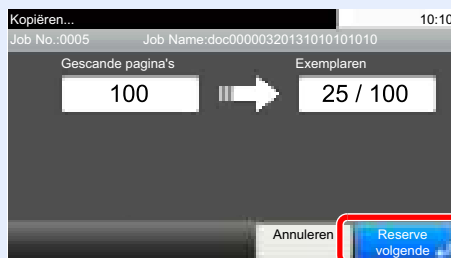 Kopiëren... 10:10
Job No.:0005 Job Name:doc00000320131010101010
Gescande pagina's Exemplaren
100 25 / 100
Annuleren Reserve
volgende